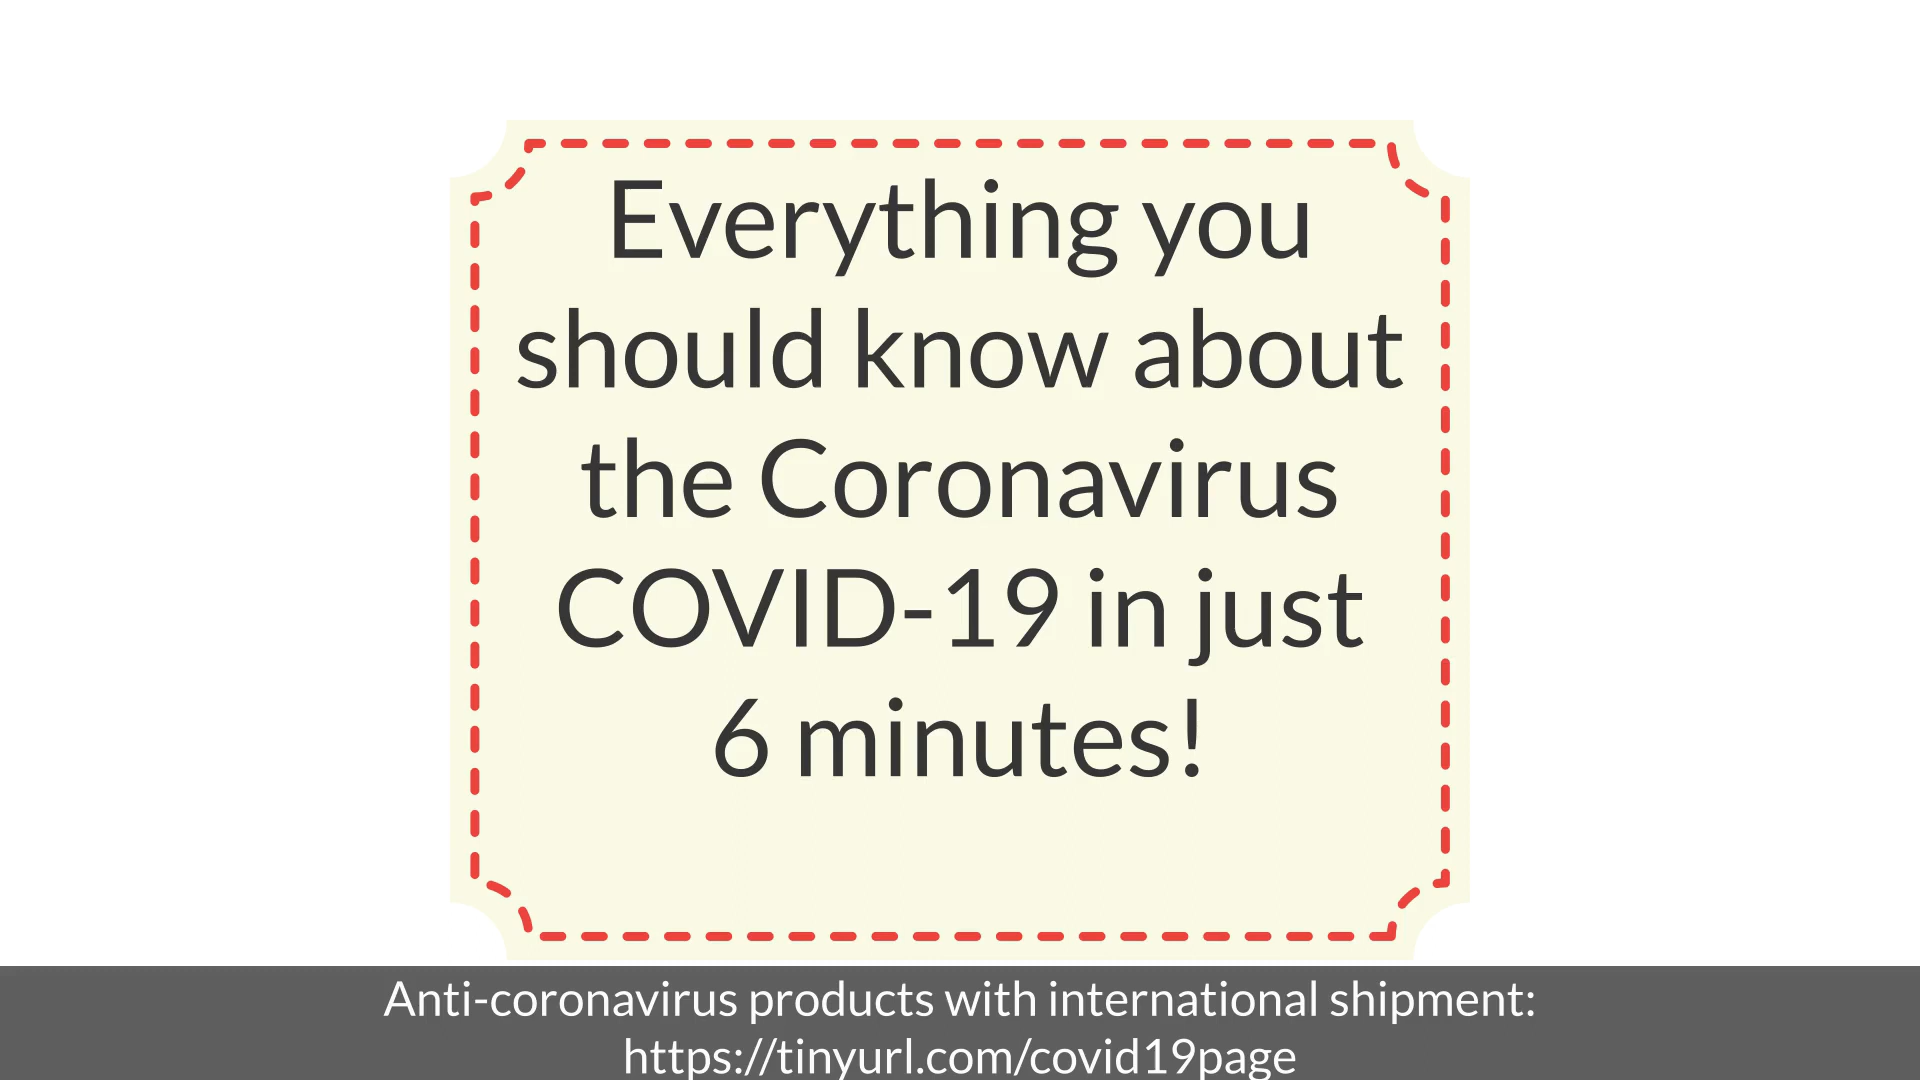 Everything you
should know about
the Coronavirus
COVID-19 in just
6 minutes!
Anti-coronavirus products with international shipment:
https://tinyurl.com/covid19page